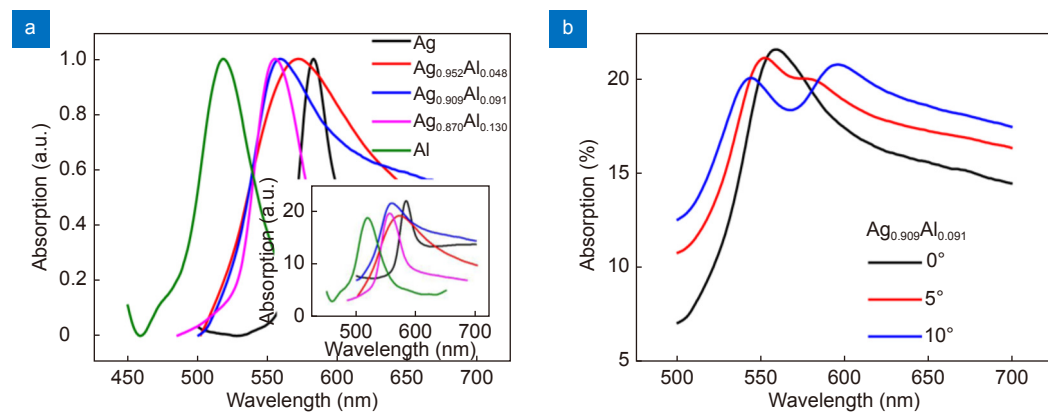 a
Absorption (a.u.)
1.0
0.8
0.6
0.4
0.2
0
450 500 550 600 650 700
Wavelength (nm)
Ag
Ag0.952Al0.048
Ag0.909Al0.091
Ag0.870Al0.130
Al
Absorption (a.u.)
20
10
0
500 600 700
Wavelength (nm)
b
Absorption (%)
20
15
10
5
500 550 600 650 700
Wavelength (nm)
Ag0.909Al0.091
0°
5°
10°